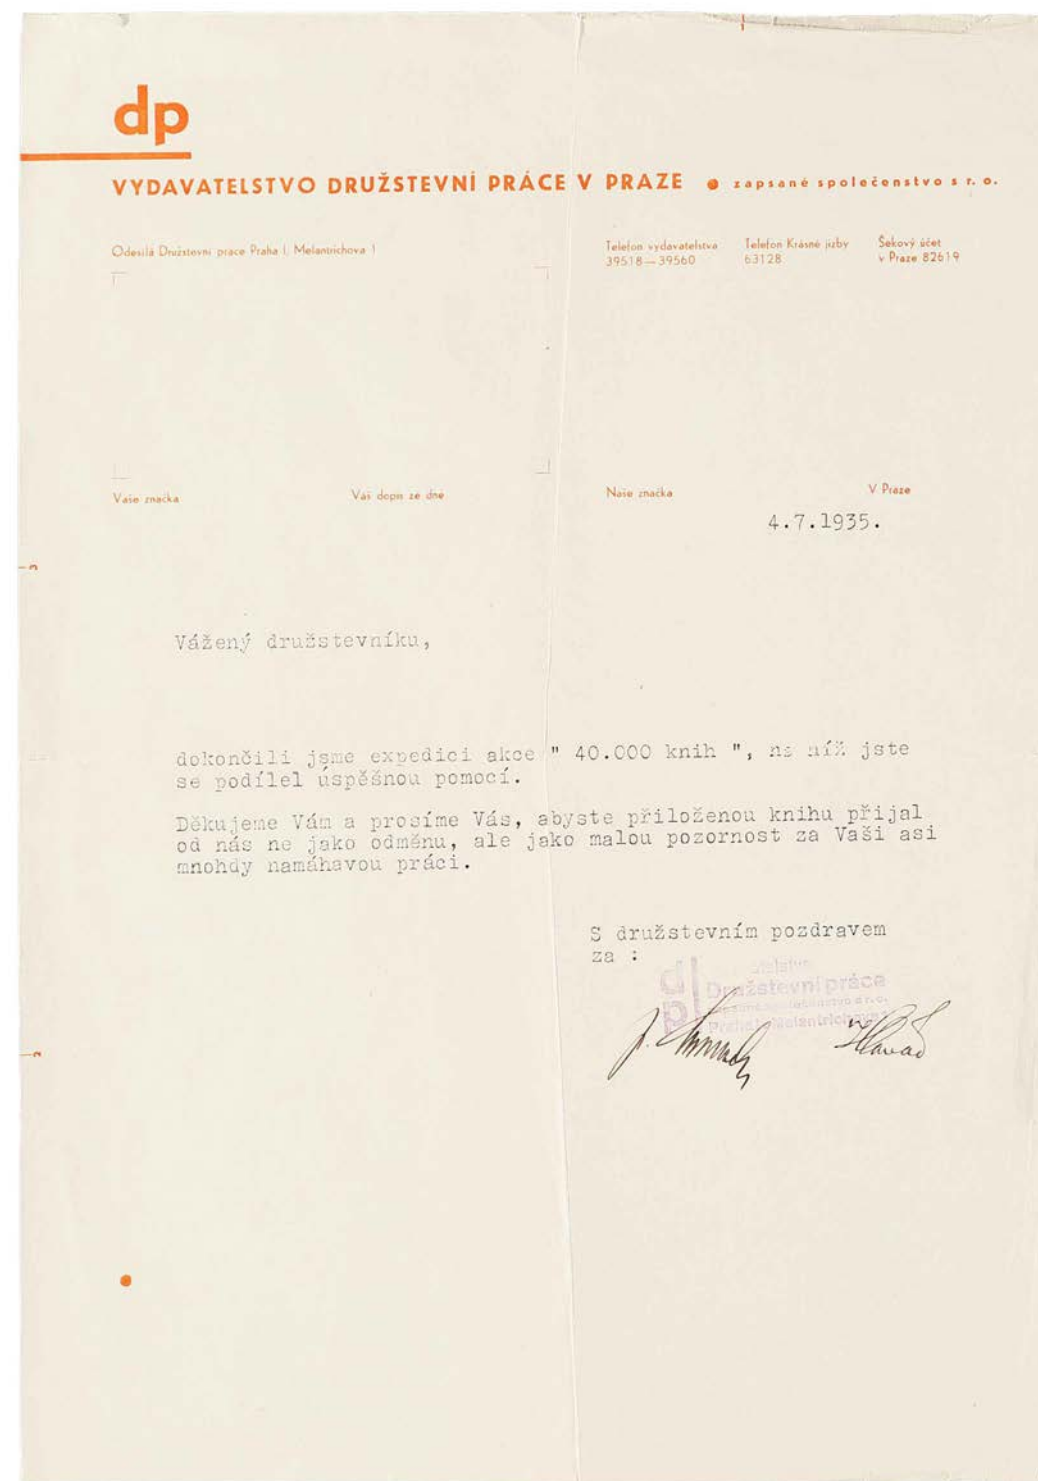 dp
VYDAVATELSTVO DRUŽSTEVNÍ PRÁCE V PRAZE • zapsané společenstvo s r. o.
Odesílá Družstevní práce Praha I, Melantrichova 1
Telefon vydavatelstva
39518—39560
Telefon Krásné jizby
63128
Šekový účet
v Praze 82619
Vaše značka
Váš dopis ze dne
Naše značka
V Praze
4.7.1935.
Vážený družstevníku,
dokončili jsme expedici akce " 40.000 knih ", na níž jste
se podílel úspěšnou pomocí.
Děkujeme Vám a prosíme Vás, abyste přiloženou knihu přijal
od nás ne jako odměnu, ale jako malou pozornost za Vaši asi
mnohdy namáhavou práci.
S družstevním pozdravem
za :
dp
Družstevní práce